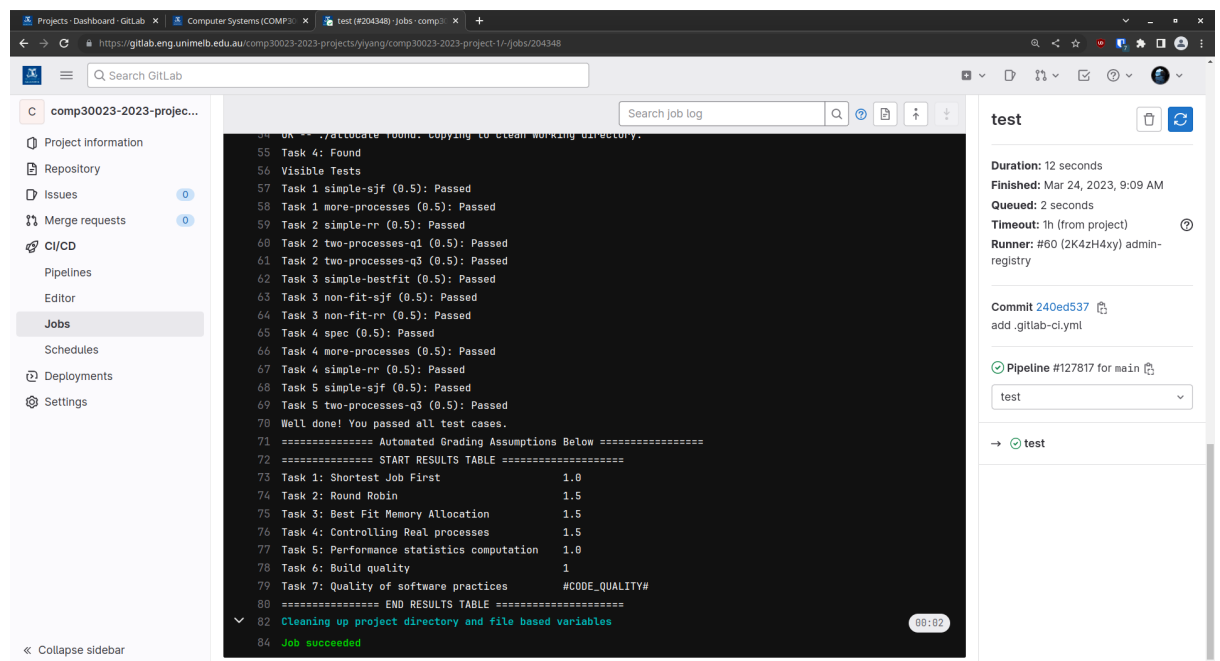 Projects · Dashboard · GitLab
Computer Systems (COMP30
test (#204348) · Jobs · comp3
https://gitlab.eng.unimelb.edu.au/comp30023-2023-projects/yiyang/comp30023-2023-project-1/-/jobs/204348
Search GitLab
C comp30023-2023-projec...
Project information
Repository
Issues 0
Merge requests 0
CI/CD
Pipelines
Editor
Jobs
Schedules
Deployments
Settings
Collapse sidebar
Search job log
54 OK -- ./allocate found. Copying to clean working directory.
55 Task 4: Found
56 Visible Tests
57 Task 1 simple-sjf (0.5): Passed
58 Task 1 more-processes (0.5): Passed
59 Task 2 simple-rr (0.5): Passed
60 Task 2 two-processes-q1 (0.5): Passed
61 Task 2 two-processes-q3 (0.5): Passed
62 Task 3 simple-bestfit (0.5): Passed
63 Task 3 non-fit-sjf (0.5): Passed
64 Task 3 non-fit-rr (0.5): Passed
65 Task 4 spec (0.5): Passed
66 Task 4 more-processes (0.5): Passed
67 Task 4 simple-rr (0.5): Passed
68 Task 5 simple-sjf (0.5): Passed
69 Task 5 two-processes-q3 (0.5): Passed
70 Well done! You passed all test cases.
71 =============== Automated Grading Assumptions Below =================
72 =============== START RESULTS TABLE ====================
73 Task 1: Shortest Job First 1.0
74 Task 2: Round Robin 1.5
75 Task 3: Best Fit Memory Allocation 1.5
76 Task 4: Controlling Real processes 1.5
77 Task 5: Performance statistics computation 1.0
78 Task 6: Build quality 1
79 Task 7: Quality of software practices #CODE_QUALITY#
80 ================ END RESULTS TABLE =====================
82 Cleaning up project directory and file based variables 00:02
84 Job succeeded
test
Duration: 12 seconds
Finished: Mar 24, 2023, 9:09 AM
Queued: 2 seconds
Timeout: 1h (from project)
Runner: #60 (2K4zH4xy) admin-
registry
Commit 240ed537
add .gitlab-ci.yml
Pipeline #127817 for main
test
→ test